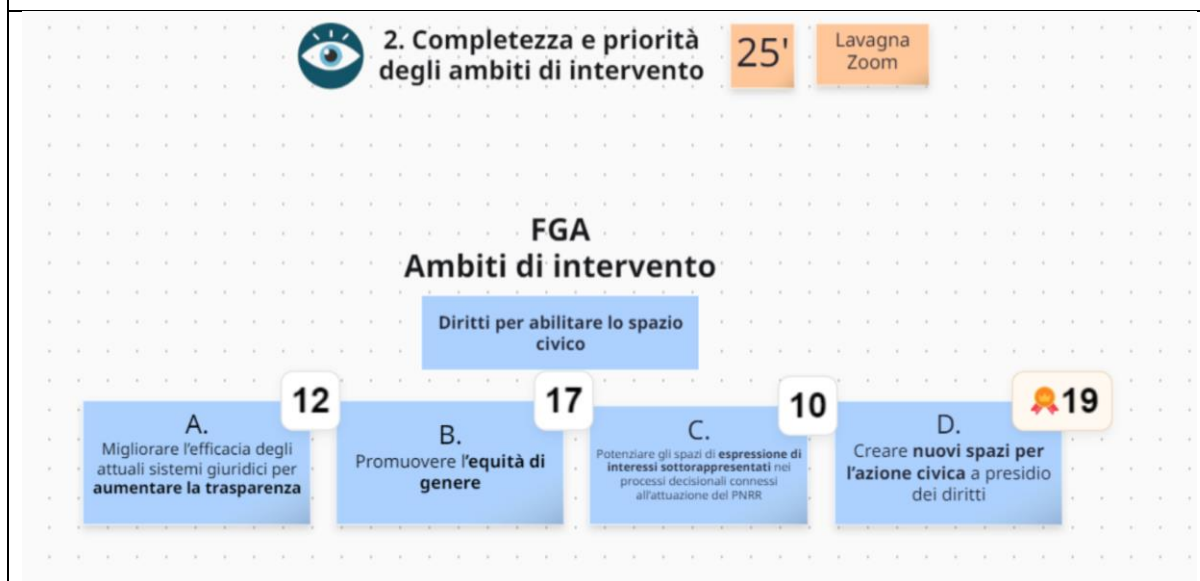 2. Completezza e priorità
degli ambiti di intervento
25'
Lavagna
Zoom
FGA
Ambiti di intervento
Diritti per abilitare lo spazio
civico
12
A.
Migliorare l'efficacia degli
attuali sistemi giuridici per
aumentare la trasparenza
17
B.
Promuovere l'equità di
genere
10
C.
Potenziare gli spazi di espressione di
interessi sottorappresentati nei
processi decisionali connessi
all'attuazione del PNRR
19
D.
Creare nuovi spazi per
l'azione civica a presidio
dei diritti